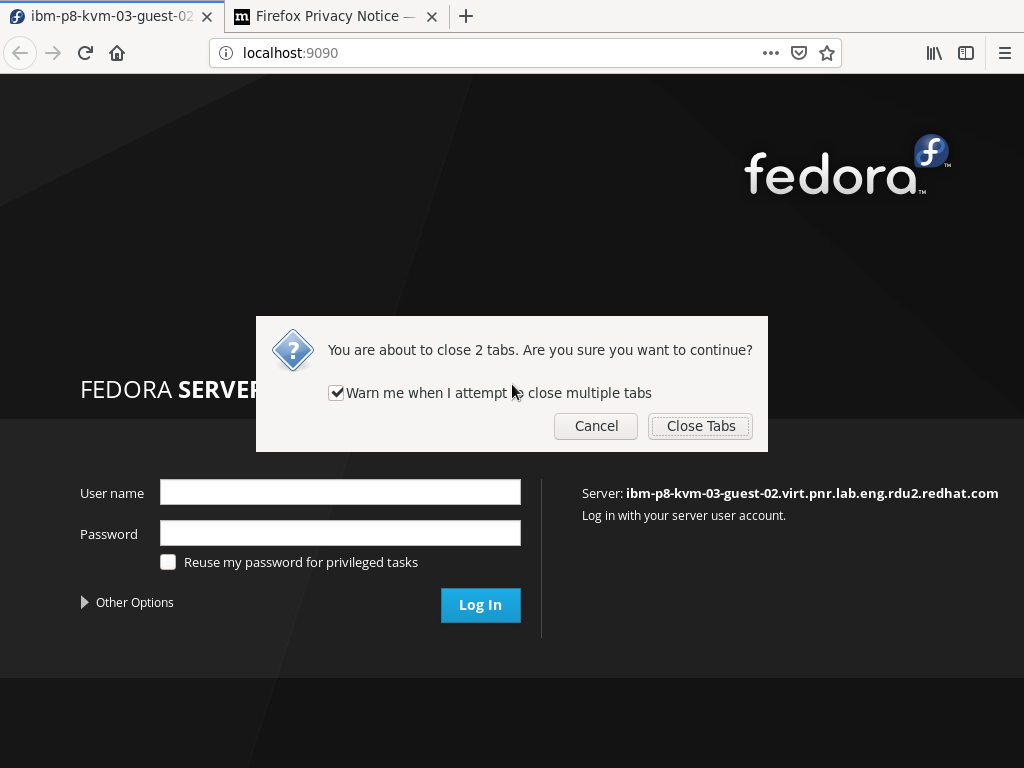 ibm-p8-kvm-03-guest-02
Firefox Privacy Notice —
localhost:9090
fedora
You are about to close 2 tabs. Are you sure you want to continue?
Warn me when I attempt to close multiple tabs
Cancel
Close Tabs
FEDORA SERVER
User name
Password
Reuse my password for privileged tasks
Other Options
Log In
Server: ibm-p8-kvm-03-guest-02.virt.pnr.lab.eng.rdu2.redhat.com
Log in with your server user account.